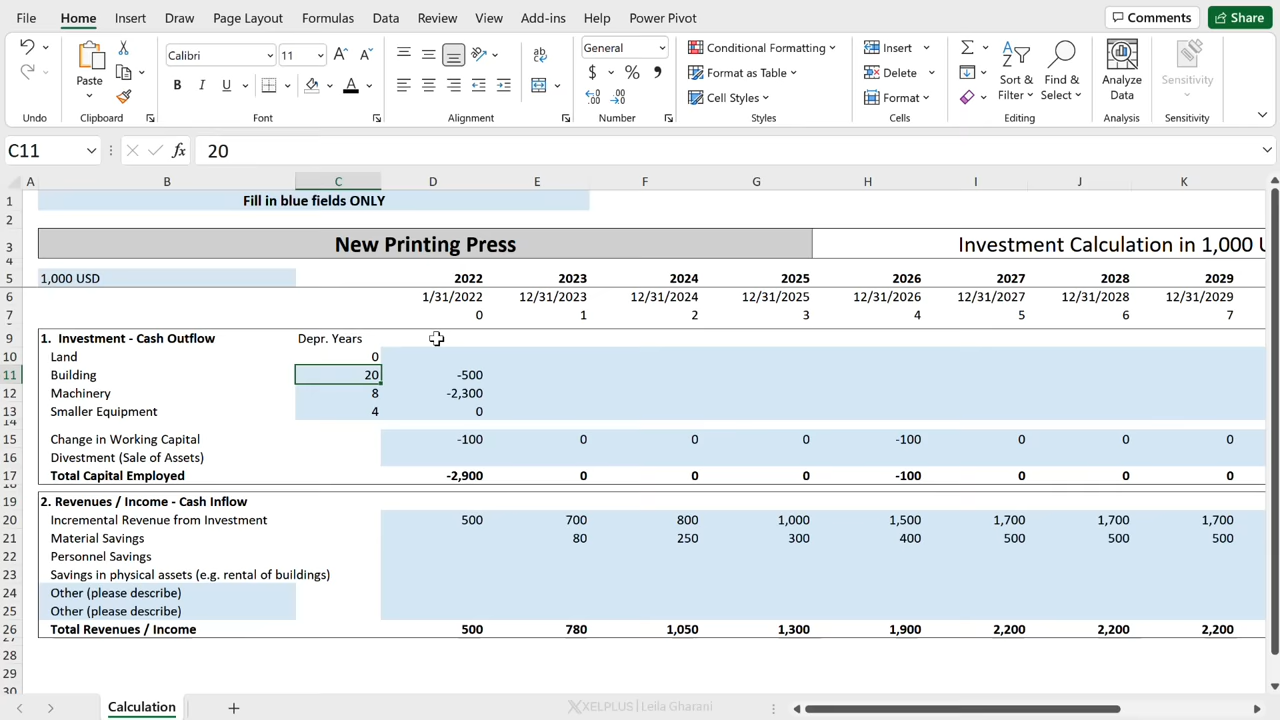 File Home Insert Draw Page Layout Formulas Data Review View Add-ins Help Power Pivot Comments Share
Calibri 11 General Conditional Formatting Insert
Paste Format as Table Delete Sort & Filter Find & Select Analyze Data Sensitivity
B I U A $ % Cell Styles Format
Undo Clipboard Font Alignment Number Styles Cells Editing Analysis Sensitivity
C11 fx 20
A B C D E F G H I J K
1 Fill in blue fields ONLY
2
3 New Printing Press Investment Calculation in 1,000 U
4
5 1,000 USD 2022 2023 2024 2025 2026 2027 2028 2029
6 1/31/2022 12/31/2023 12/31/2024 12/31/2025 12/31/2026 12/31/2027 12/31/2028 12/31/2029
7 0 1 2 3 4 5 6 7
9 1. Investment - Cash Outflow Depr. Years
10 Land 0
11 Building 20 -500
12 Machinery 8 -2,300
13 Smaller Equipment 4 0
14
15 Change in Working Capital -100 0 0 0 -100 0 0 0
16 Divestment (Sale of Assets)
17 Total Capital Employed -2,900 0 0 0 -100 0 0 0
18
19 2. Revenues / Income - Cash Inflow
20 Incremental Revenue from Investment 500 700 800 1,000 1,500 1,700 1,700 1,700
21 Material Savings 80 250 300 400 500 500 500
22 Personnel Savings
23 Savings in physical assets (e.g. rental of buildings)
24 Other (please describe)
25 Other (please describe)
26 Total Revenues / Income 500 780 1,050 1,300 1,900 2,200 2,200 2,200
27
28
29
30
Calculation XELPLUS | Leila Gharani